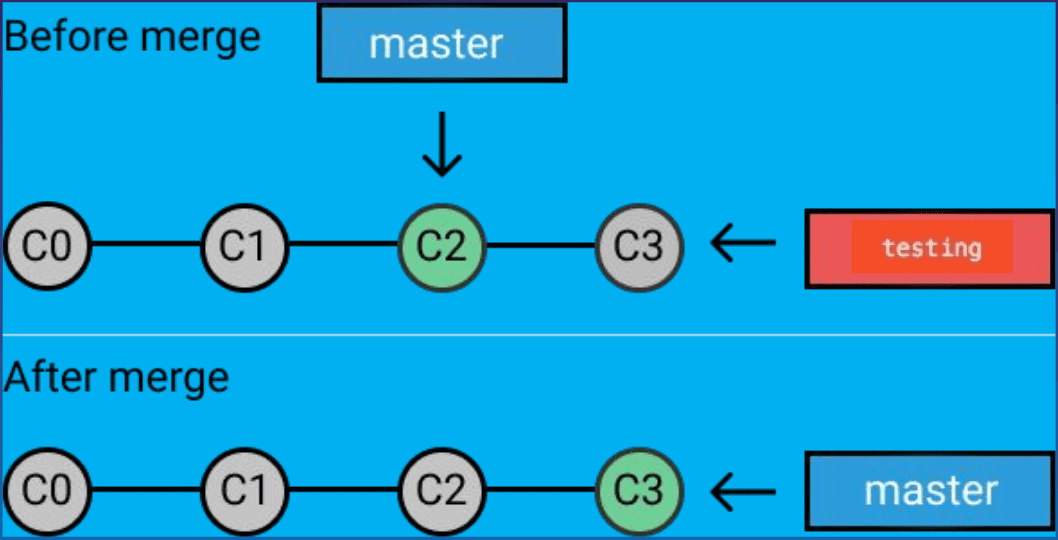 Before merge
master
C0
C1
C2
C3
testing
After merge
C0
C1
C2
C3
master